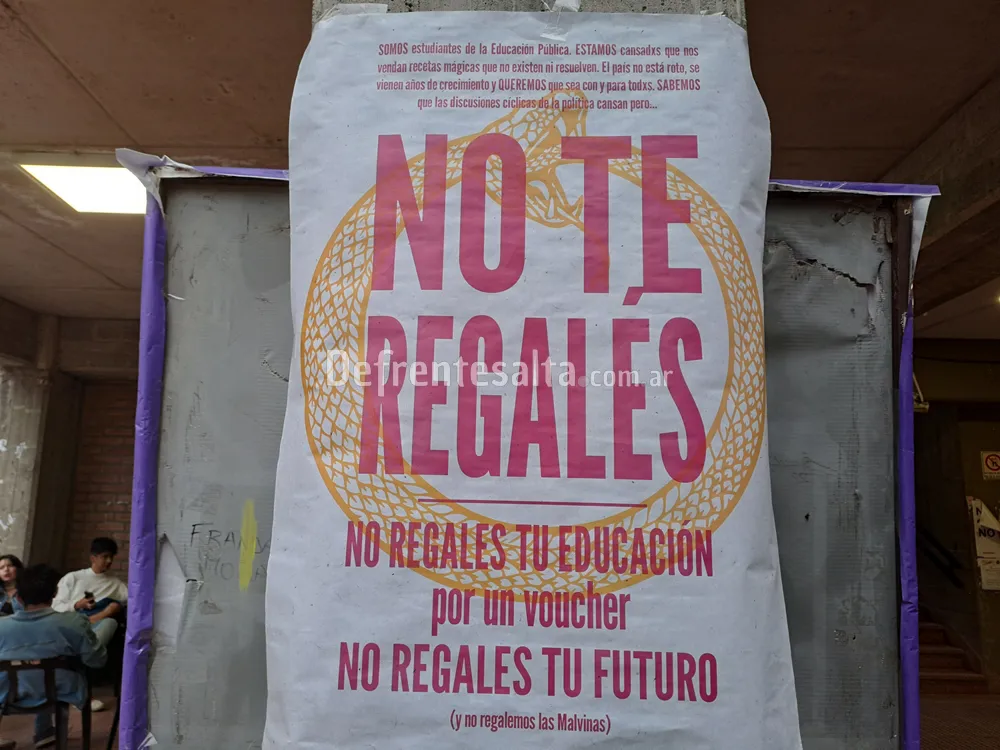 SOMOS estudiantes de la Educación Pública. ESTAMOS cansadxs que nos
vendan recetas mágicas que no existen ni resuelven. El país no está roto, se
vienen años de crecimiento y QUEREMOS que sea con y para todxs. SABEMOS
que las discusiones cíclicas de la política cansan pero...
NO TE
REGALÉS
Defrentesalta.com.ar
NO REGALES TU EDUCACIÓN
por un voucher
NO REGALES TU FUTURO
(y no regalemos las Malvinas)